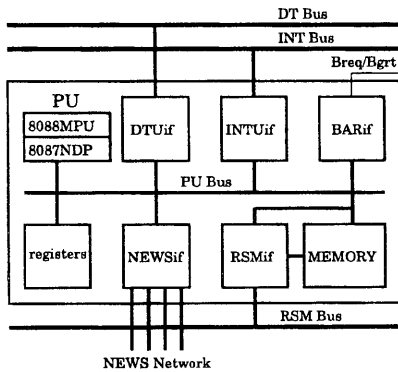 DT Bus
INT Bus
Breq/Bgrt
PU
8088MPU
8087NDP
DTUif
INTUif
BARif
PU Bus
registers
NEWSif
RSMif
MEMORY
RSM Bus
NEWS Network